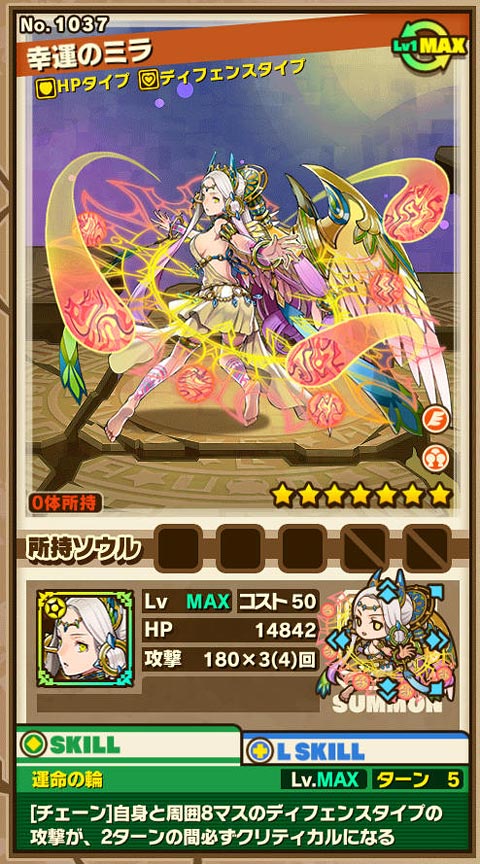 No.1037
幸運のミラ
Lv1 MAX
HPタイプ ディフェンスタイプ
E
0体所持
所持ソウル
Lv MAX コスト50
HP 14842
攻撃 180×3(4)回
SUMMON
SKILL
L SKILL
運命の輪 Lv.MAX ターン 5
[チェーン]自身と周囲8マスのディフェンスタイプの
攻撃が、2ターンの間必ずクリティカルになる